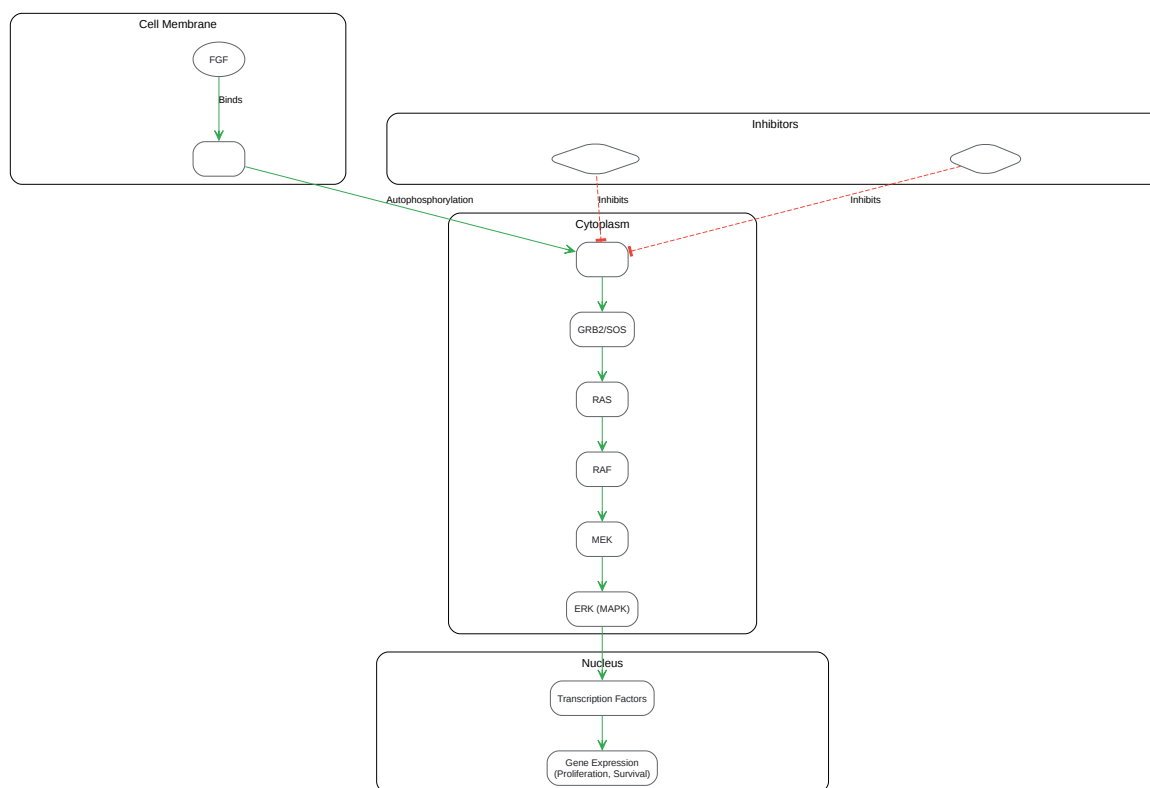 Cell Membrane
FGF
Binds
Inhibitors
Autophosphorylation
Inhibits
Inhibits
Cytoplasm
GRB2/SOS
RAS
RAF
MEK
ERK (MAPK)
Nucleus
Transcription Factors
Gene Expression
(Proliferation, Survival)